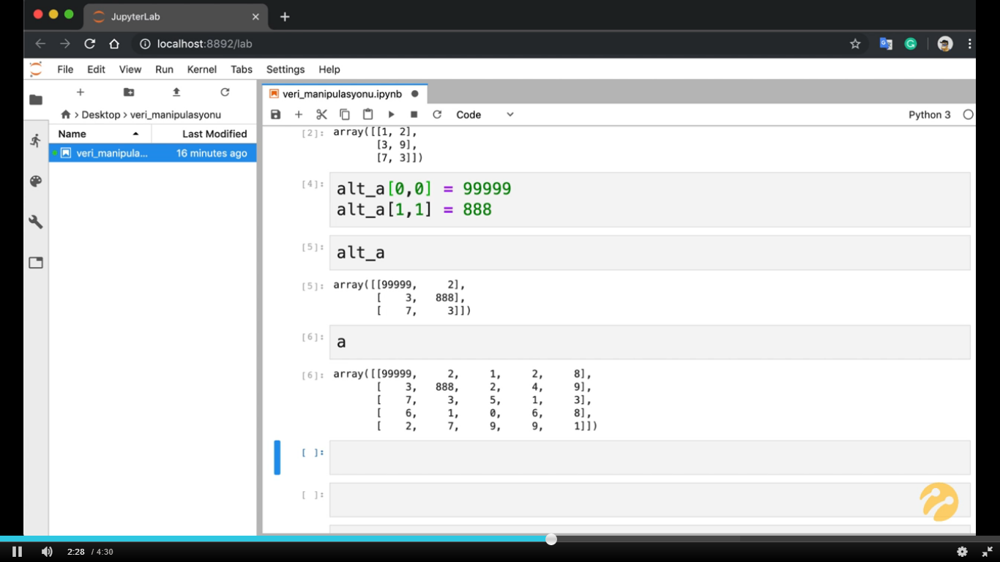 JupyterLab
localhost:8892/lab
File Edit View Run Kernel Tabs Settings Help
veri_manipulasyonu.ipynb
Desktop > veri_manipulasyonu
Code
Python 3
Name Last Modified
veri_manipula... 16 minutes ago
[2]: array([[1, 2],
[3, 9],
[7, 3]])
[4]: alt_a[0,0] = 99999
alt_a[1,1] = 888
[5]: alt_a
[5]: array([[99999, 2],
[ 3, 888],
[ 7, 3]])
[6]: a
[6]: array([[99999, 2, 1, 2, 8],
[ 3, 888, 2, 4, 9],
[ 7, 3, 5, 1, 3],
[ 6, 1, 0, 6, 8],
[ 2, 7, 9, 9, 1]])
[ ]:
[ ]:
2:28 / 4:30